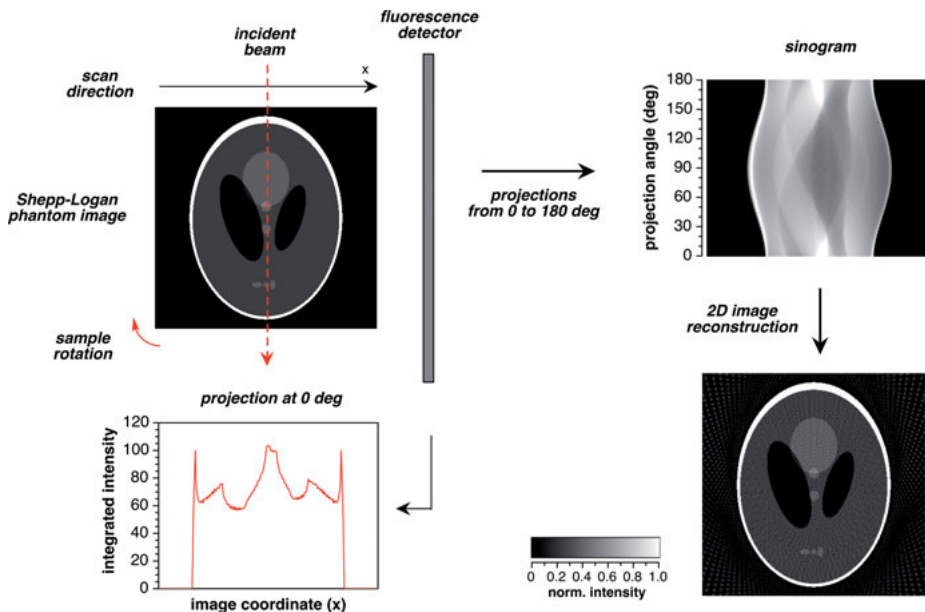 fluorescence
detector
incident
beam
sinogram
scan
direction
x
Shepp-Logan
phantom image
projections
from 0 to 180 deg
projection angle (deg)
180
150
120
90
60
30
0
2D image
reconstruction
sample
rotation
projection at 0 deg
integrated intensity
120
100
80
60
40
20
0
image coordinate (x)
0 0.2 0.4 0.6 0.8 1.0
norm. intensity